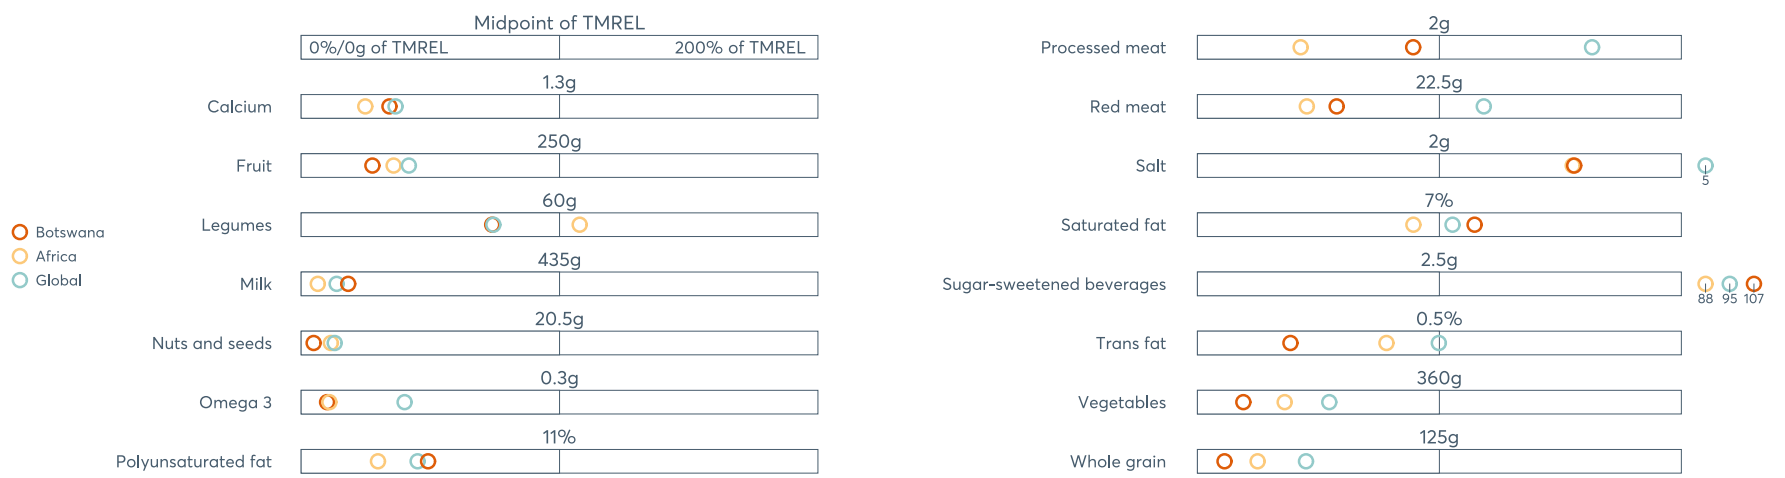 Midpoint of TMREL
0%/0g of TMREL 200% of TMREL
1.3g
Calcium
250g
Fruit
60g
Legumes
435g
Milk
20.5g
Nuts and seeds
0.3g
Omega 3
11%
Polyunsaturated fat
Botswana
Africa
Global
2g
Processed meat
22.5g
Red meat
2g
Salt
5
7%
Saturated fat
2.5g
Sugar-sweetened beverages
88 95 107
0.5%
Trans fat
360g
Vegetables
125g
Whole grain